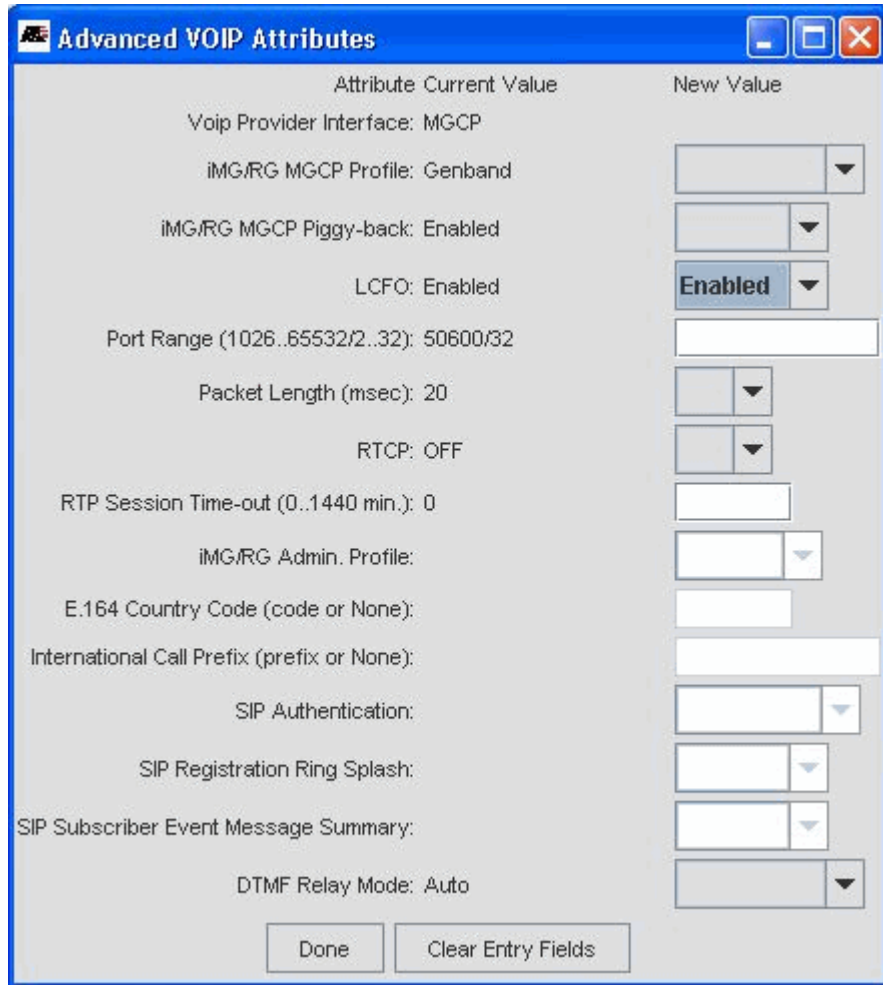 Advanced VOIP Attributes
Attribute Current Value New Value
Voip Provider Interface: MGCP
iMG/RG MGCP Profile: Genband
iMG/RG MGCP Piggy-back: Enabled
LCFO: Enabled Enabled
Port Range (1026..65532/2..32): 50600/32
Packet Length (msec): 20
RTCP: OFF
RTP Session Time-out (0..1440 min.): 0
iMG/RG Admin. Profile:
E.164 Country Code (code or None):
International Call Prefix (prefix or None):
SIP Authentication:
SIP Registration Ring Splash:
SIP Subscriber Event Message Summary:
DTMF Relay Mode: Auto
Done Clear Entry Fields